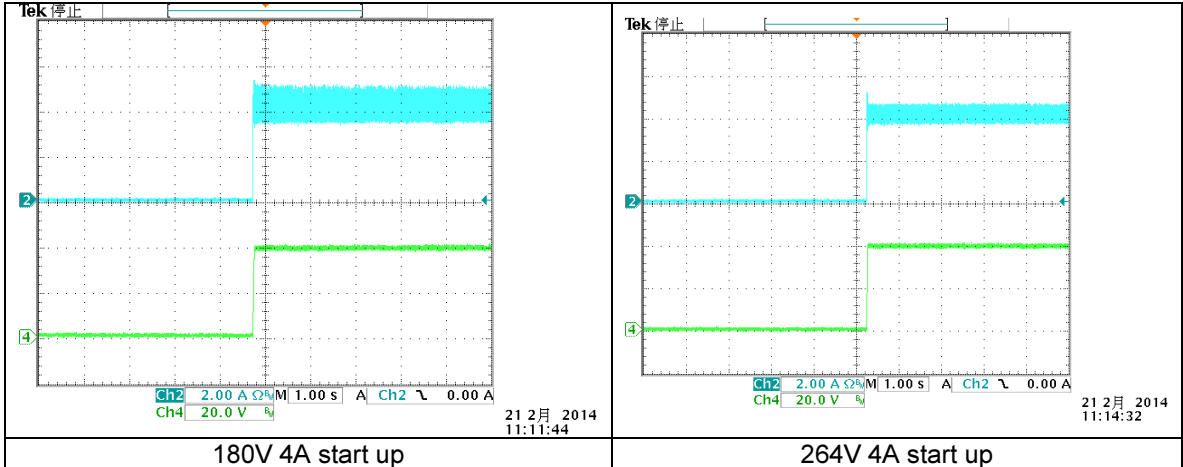 Tek 停止
2
4
Ch2 2.00 A Ω M 1.00 s A Ch2 0.00 A
Ch4 20.0 V
21 2月 2014
11:11:44
180V 4A start up
Tek 停止
2
4
Ch2 2.00 A Ω M 1.00 s A Ch2 0.00 A
Ch4 20.0 V
21 2月 2014
11:14:32
264V 4A start up